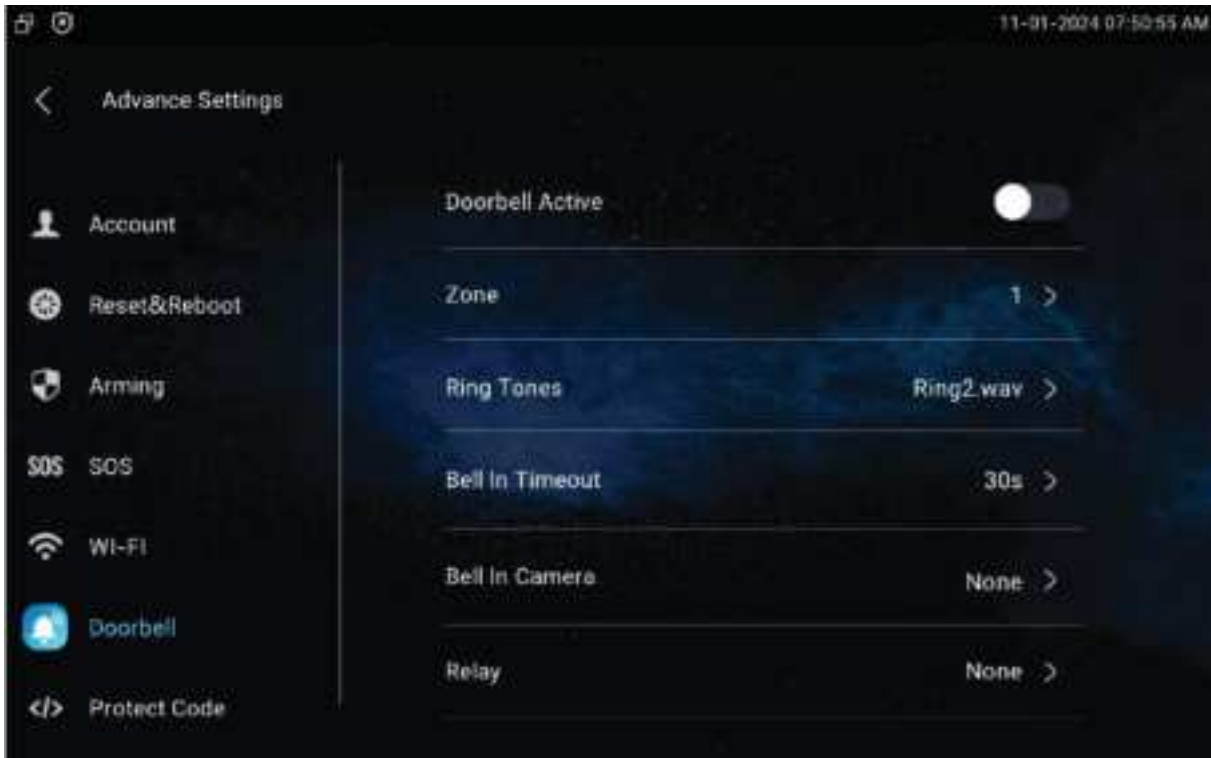 11-01-2024 07:50:55 AM
Advance Settings
Account
Reset&Reboot
Arming
SOS SOS
WI-FI
Doorbell
</> Protect Code
Doorbell Active
Zone 1 >
Ring Tones Ring2.wav >
Bell In Timeout 30s >
Bell In Camera None >
Relay None >